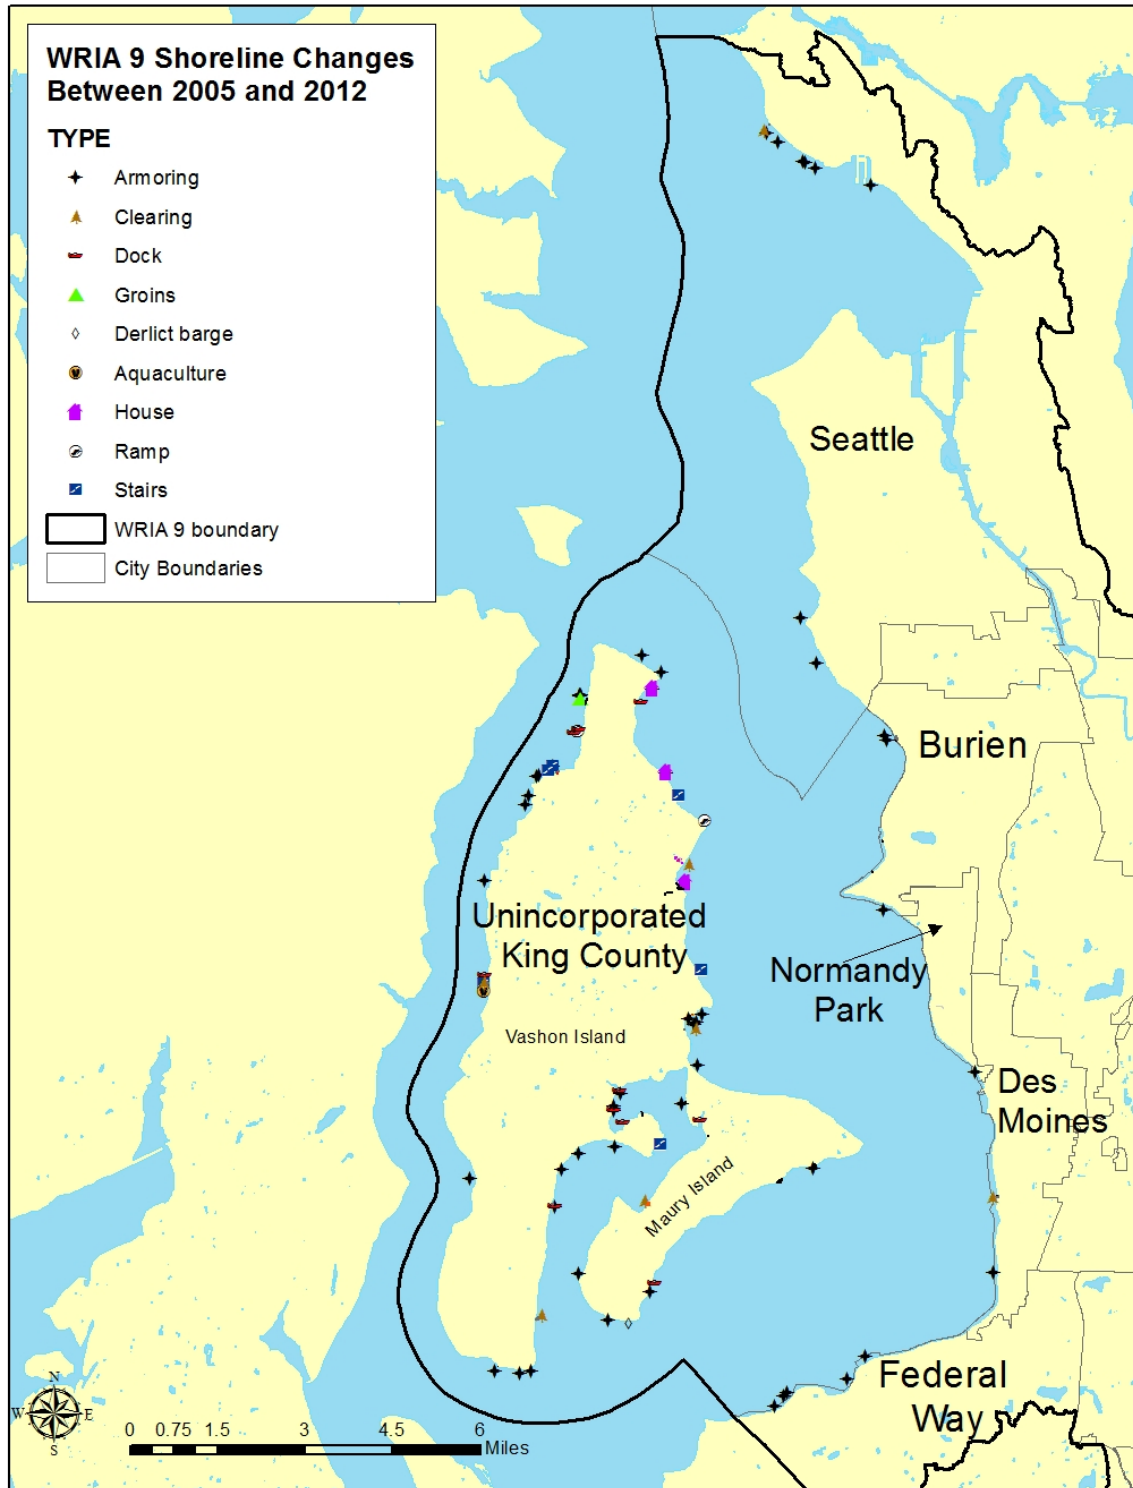 WRIA 9 Shoreline Changes
Between 2005 and 2012
TYPE
Armoring
Clearing
Dock
Groins
Derlict barge
Aquaculture
House
Ramp
Stairs
WRIA 9 boundary
City Boundaries
Seattle
Burien
Unincorporated
King County
Normandy
Park
Vashon Island
Des
Moines
Maury Island
Federal
Way
N
W E
S
0 0.75 1.5 3 4.5 6
Miles